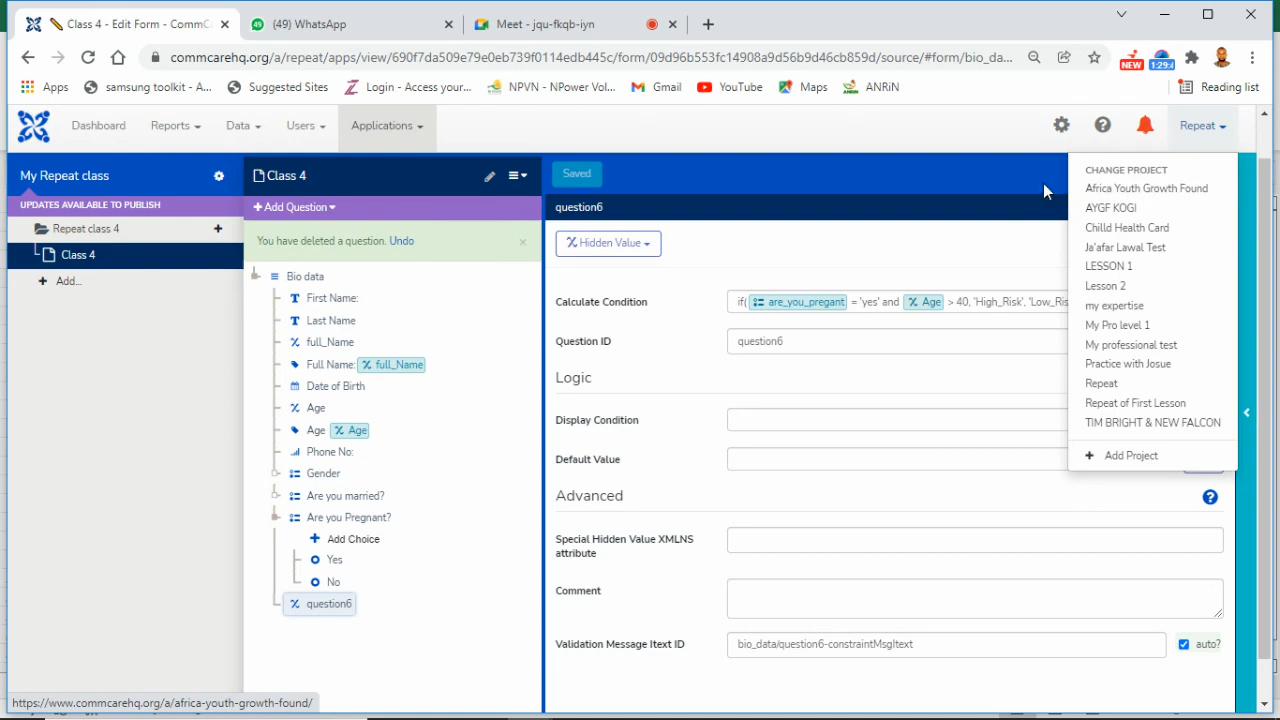 Class 4 - Edit Form - CommC
(49) WhatsApp
Meet - jqu-fkqb-iyn
commcarehq.org/a/repeat/apps/view/690f7da509e79e0eb739f0114edb445c/form/09d96b553fc14171bdb9b9d46cb8259d/source/#form/bio_da...
NEW
1:29:4
Apps
samsung toolkit - A...
Suggested Sites
Login - Access your...
NPVN - NPower Vol...
Gmail
YouTube
Maps
ANRiN
Reading list
Dashboard
Reports
Data
Users
Applications
Repeat
My Repeat class
UPDATES AVAILABLE TO PUBLISH
Repeat class 4
Class 4
Add...
Class 4
Add Question
You have deleted a question. Undo
Bio data
First Name:
Last Name
full_Name
Full Name: full_Name
Date of Birth
Age
Age Age
Phone No:
Gender
Are you married?
Are you Pregnant?
Add Choice
Yes
No
question6
Saved
question6
Hidden Value
Calculate Condition
if( are_you_pregant = 'yes' and Age > 40, 'High_Risk', 'Low_Ris
Question ID
question6
Logic
Display Condition
Default Value
Advanced
Special Hidden Value XMLNS attribute
Comment
Validation Message Itext ID
bio_data/question6-constraintMsgItext
auto?
CHANGE PROJECT
Africa Youth Growth Found
AYGF KOGI
Chilld Health Card
Ja'afar Lawal Test
LESSON 1
Lesson 2
my expertise
My Pro level 1
My professional test
Practice with Josue
Repeat
Repeat of First Lesson
TIM BRIGHT & NEW FALCON
Add Project
https://www.commcarehq.org/a/africa-youth-growth-found/